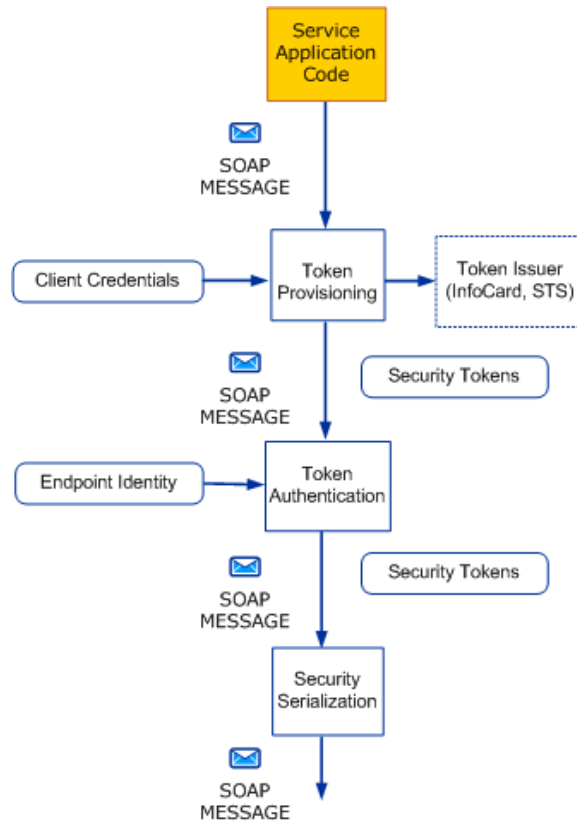 Service
Application
Code
SOAP
MESSAGE
Client Credentials
Token
Provisioning
Token Issuer
(InfoCard, STS)
SOAP
MESSAGE
Security Tokens
Endpoint Identity
Token
Authentication
SOAP
MESSAGE
Security Tokens
Security
Serialization
SOAP
MESSAGE